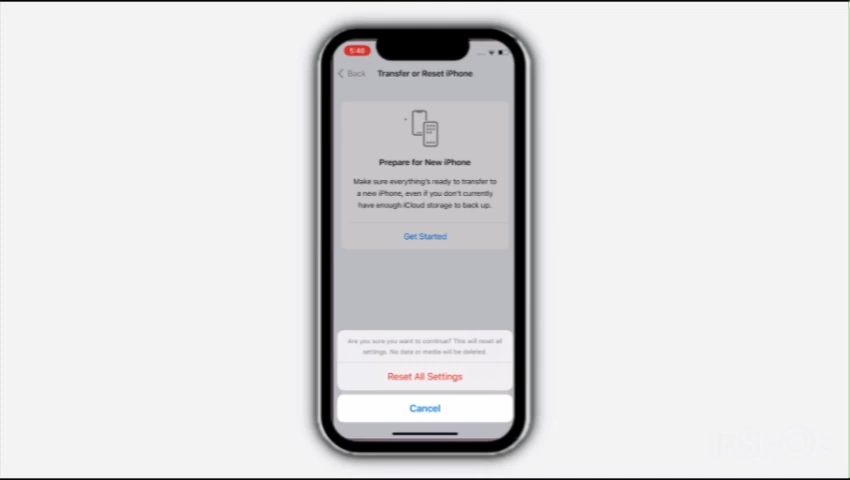 5:46
Back
Transfer or Reset iPhone
Prepare for New iPhone
Make sure everything's ready to transfer to
a new iPhone, even if you don't currently
have enough iCloud storage to back up.
Get Started
Are you sure you want to continue? This will reset all
settings. No data or media will be deleted.
Reset All Settings
Cancel